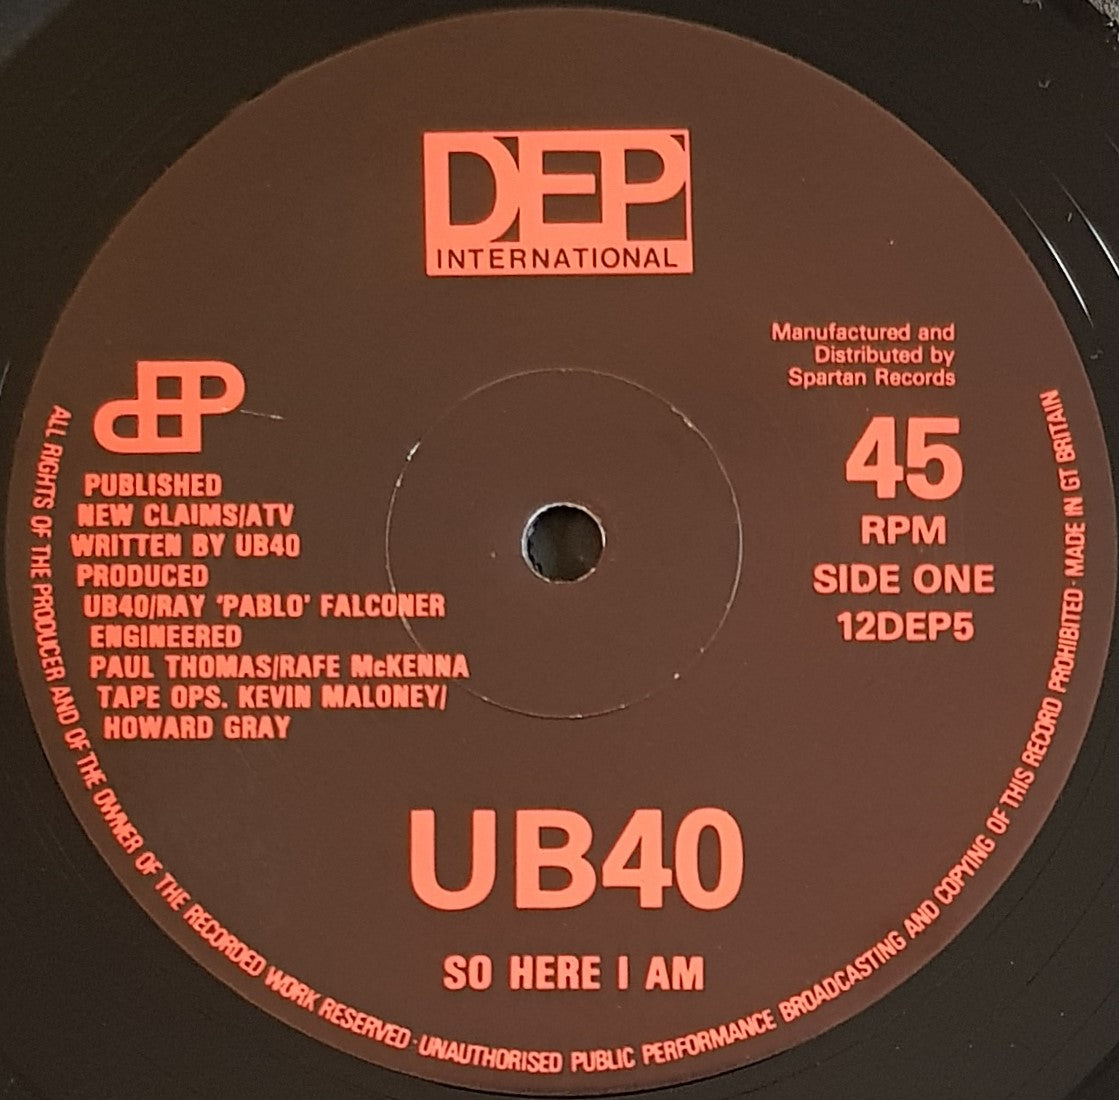 DEP
INTERNATIONAL
Manufactured and
Distributed by
Spartan Records
45
RPM
SIDE ONE
12DEP5
dEP
PUBLISHED
NEW CLAIMS/ATV
WRITTEN BY UB40
PRODUCED
UB40/RAY 'PABLO' FALCONER
ENGINEERED
PAUL THOMAS/RAFE McKENNA
TAPE OPS. KEVIN MALONEY/
HOWARD GRAY
UB40
SO HERE I AM
ALL RIGHTS OF THE PRODUCER AND OF THE OWNER OF THE RECORDED WORK RESERVED · UNAUTHORISED PUBLIC PERFORMANCE BROADCASTING AND COPYING OF THIS RECORD PROHIBITED · MADE IN GT BRITAIN